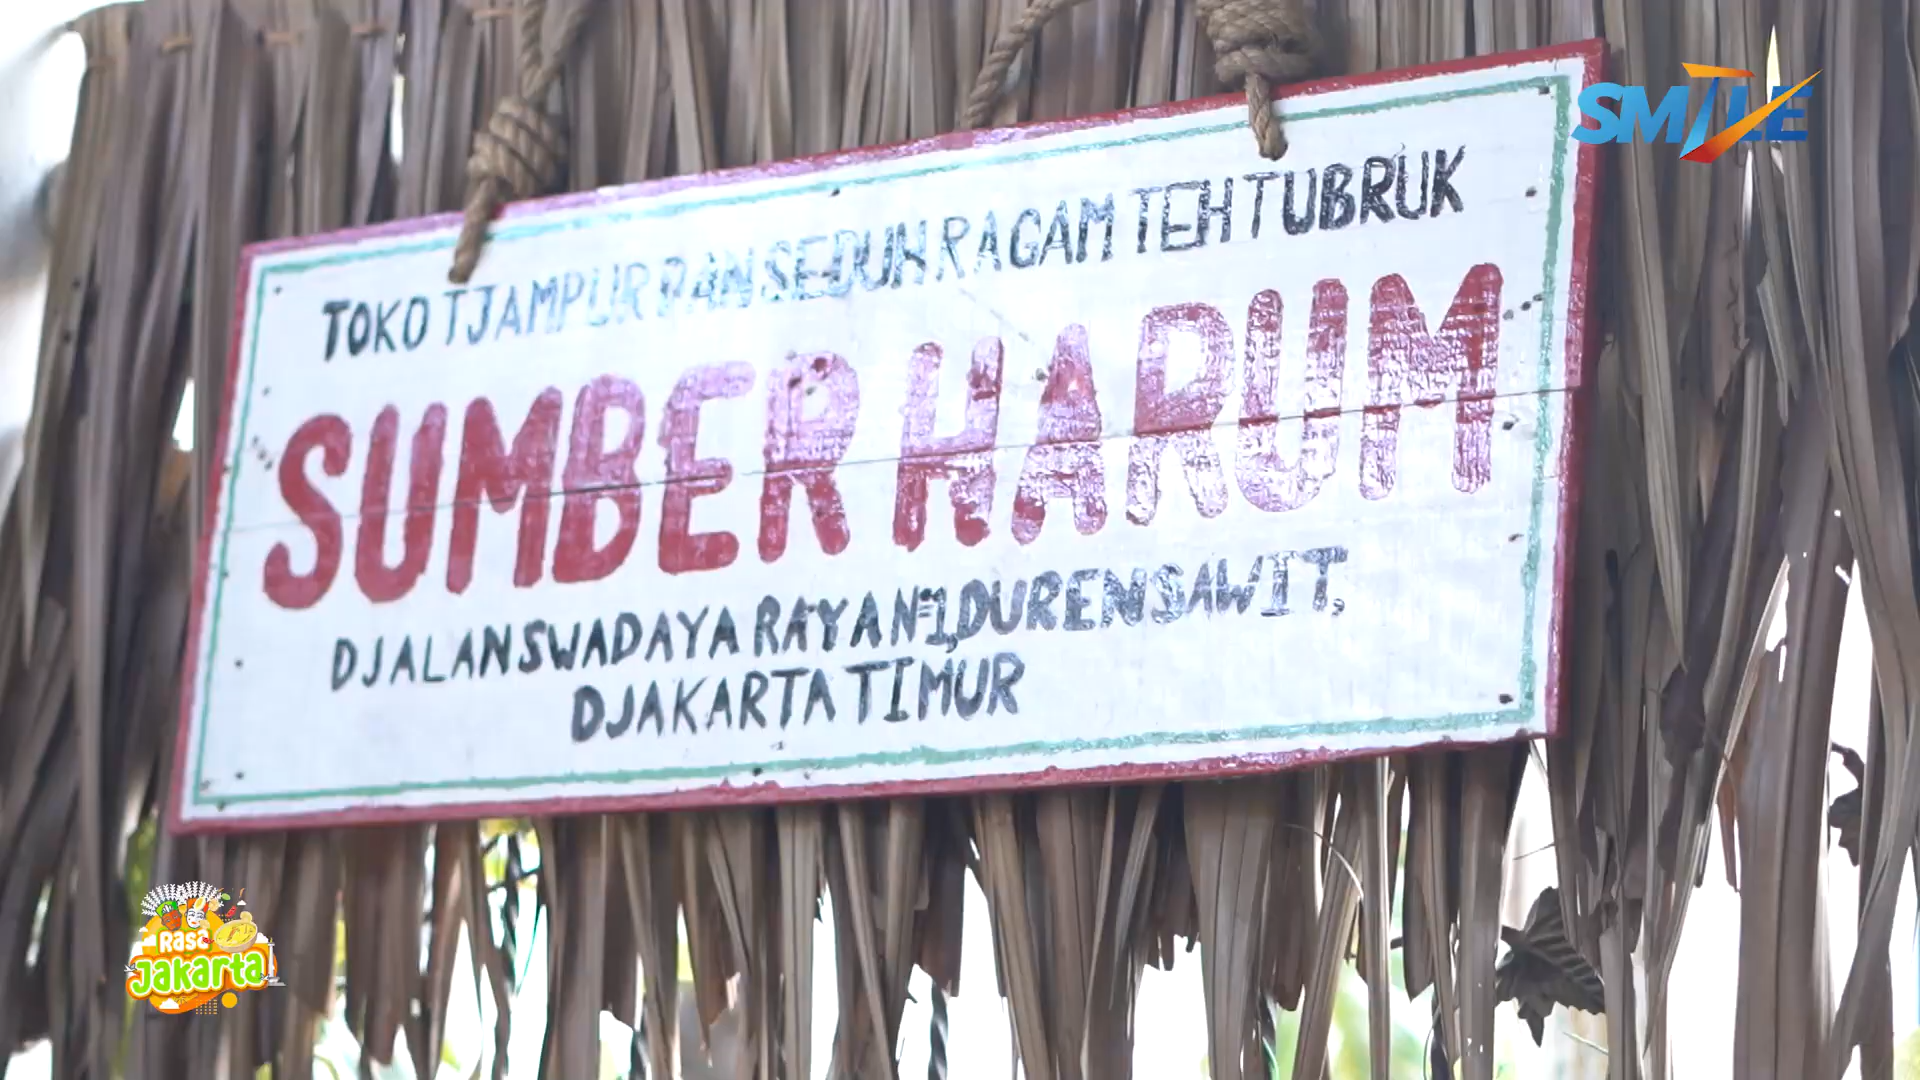 SMILE
TOKO TJAMPUR DAN SEDUH RAGAM TEH TUBRUK
SUMBER HARUM
DJALAN SWADAYA RAYA N-1, DUREN SAWIT,
DJAKARTA TIMUR
Rasa
Jakarta